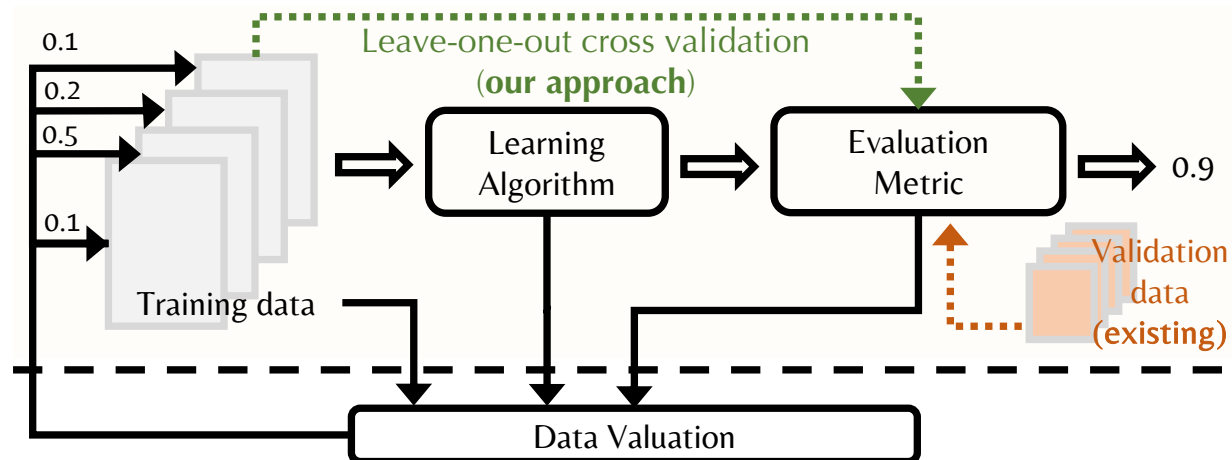 0.1
Leave-one-out cross validation
(our approach)
0.2
0.5
Learning
Algorithm
Evaluation
Metric
0.9
0.1
Validation
data
(existing)
Training data
Data Valuation